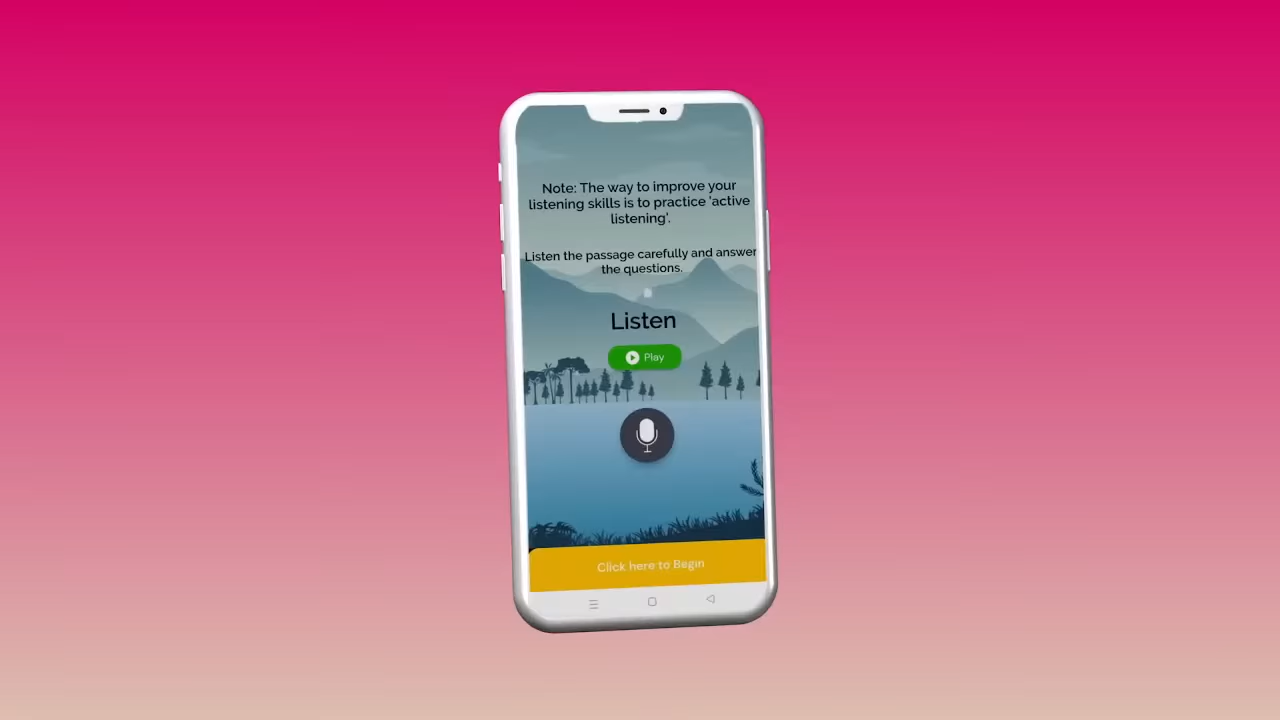 Note: The way to improve your
listening skills is to practice 'active
listening'.
Listen the passage carefully and answer
the questions.
Listen
Play
Click here to Begin